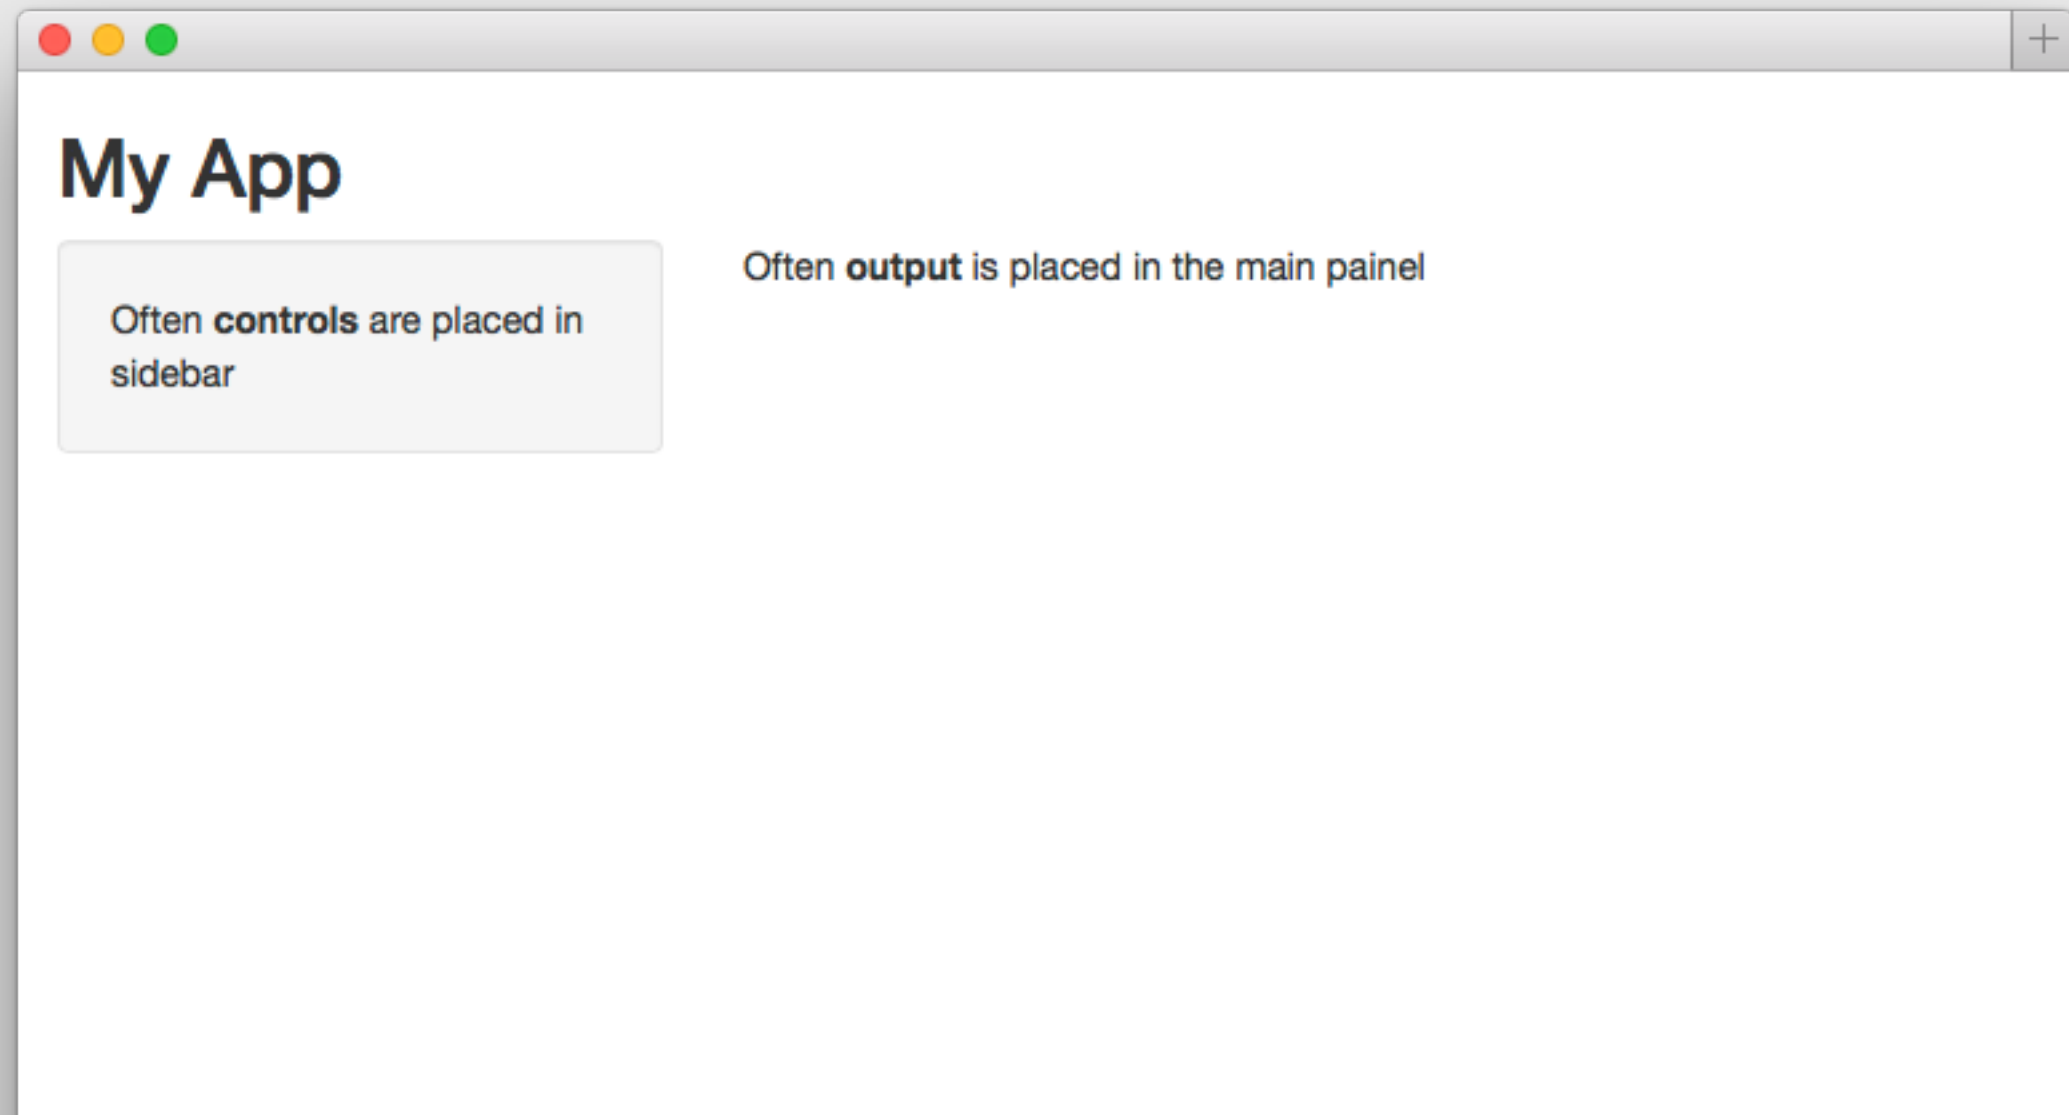 My App
Often controls are placed in
sidebar
Often output is placed in the main painel